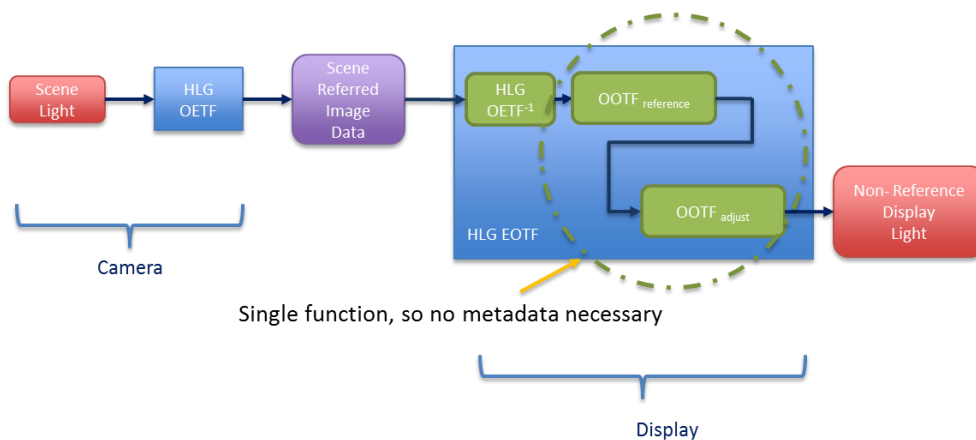 Scene
Light
HLG
OETF
Scene
Referred
Image
Data
HLG
OETF-1
OOTF reference
OOTF adjust
HLG EOTF
Non- Reference
Display
Light
Camera
Single function, so no metadata necessary
Display